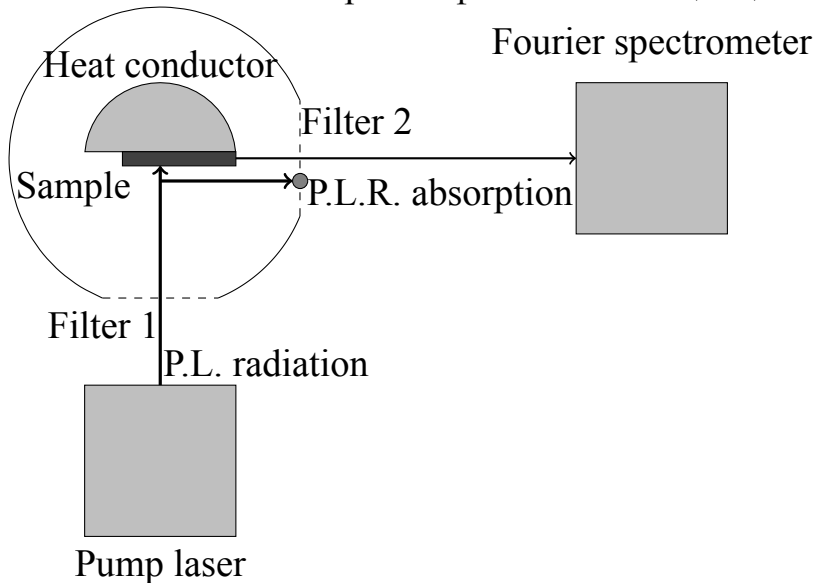 Fourier spectrometer
Heat conductor
Filter 2
Sample
P.L.R. absorption
Filter 1
P.L. radiation
Pump laser